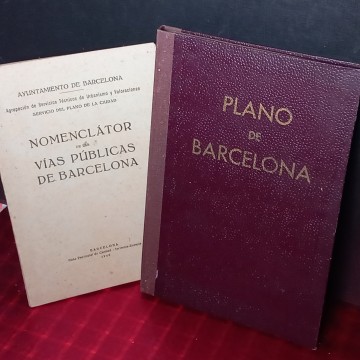 AYUNTAMIENTO DE BARCELONA
Agrupación de Servicios Técnicos de Urbanismo y Valoraciones
SERVICIO DEL PLANO DE LA CIUDAD
NOMENCLÁTOR
DE
VÍAS PÚBLICAS
DE BARCELONA
BARCELONA
PLANO
DE
BARCELONA